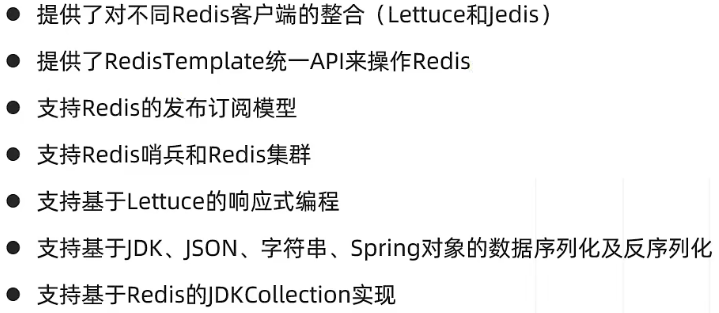 ● 提供了对不同Redis客户端的整合（Lettuce和Jedis）
● 提供了RedisTemplate统一API来操作Redis
● 支持Redis的发布订阅模型
● 支持Redis哨兵和Redis集群
● 支持基于Lettuce的响应式编程
● 支持基于JDK、JSON、字符串、Spring对象的数据序列化及反序列化
● 支持基于Redis的JDKCollection实现